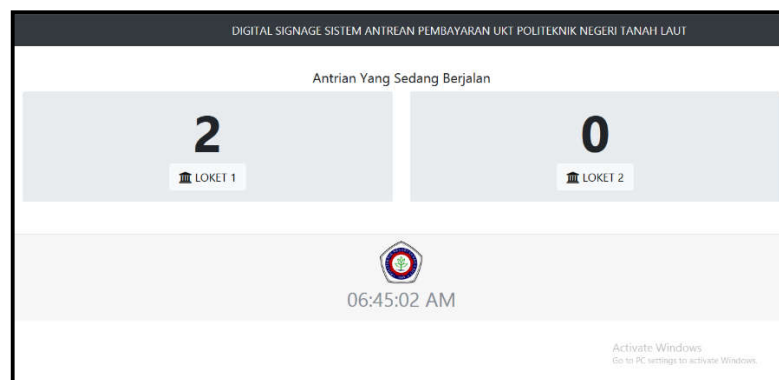 DIGITAL SIGNAGE SISTEM ANTREAN PEMBAYARAN UKT POLITEKNIK NEGERI TANAH LAUT
Antrian Yang Sedang Berjalan
2
LOKET 1
0
LOKET 2
06:45:02 AM
Activate Windows
Go to PC settings to activate Windows.